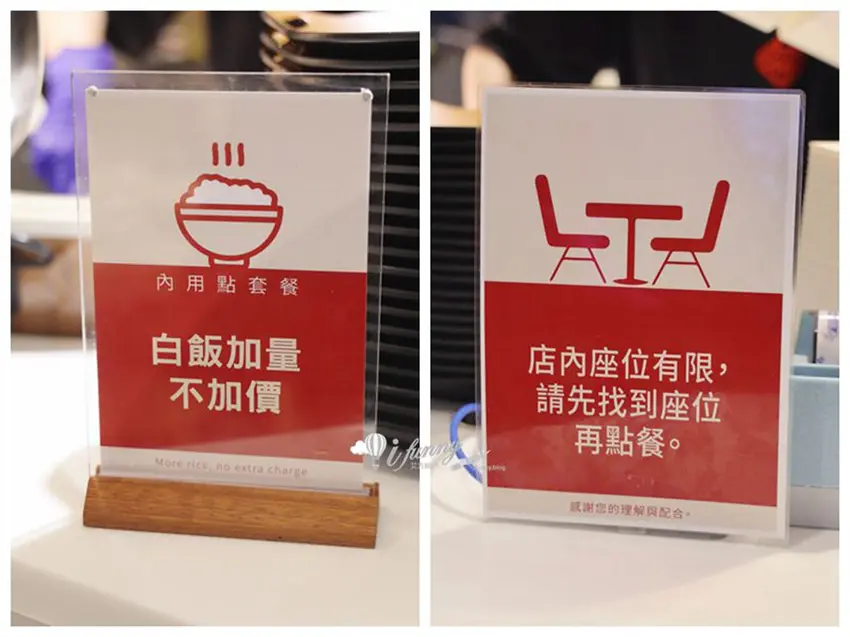 內用點套餐
白飯加量
不加價
More rice, no extra charge
店內座位有限，
請先找到座位
再點餐。
感謝您的理解與配合。
i funny